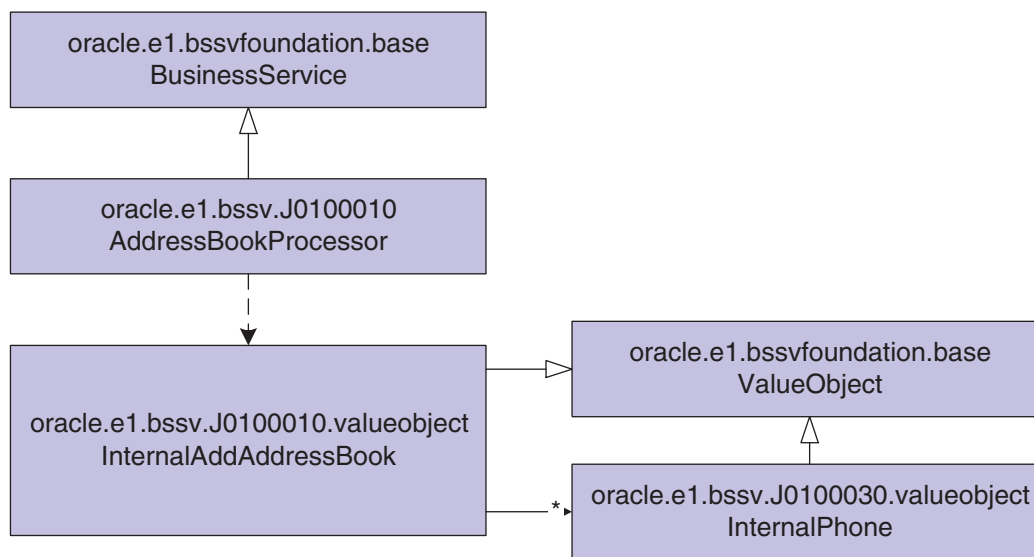 oracle.e1.bssvfoundation.base
BusinessService
oracle.e1.bssv.J0100010
AddressBookProcessor
oracle.e1.bssv.J0100010.valueobject
InternalAddAddressBook
oracle.e1.bssvfoundation.base
ValueObject
*
oracle.e1.bssv.J0100030.valueobject
InternalPhone